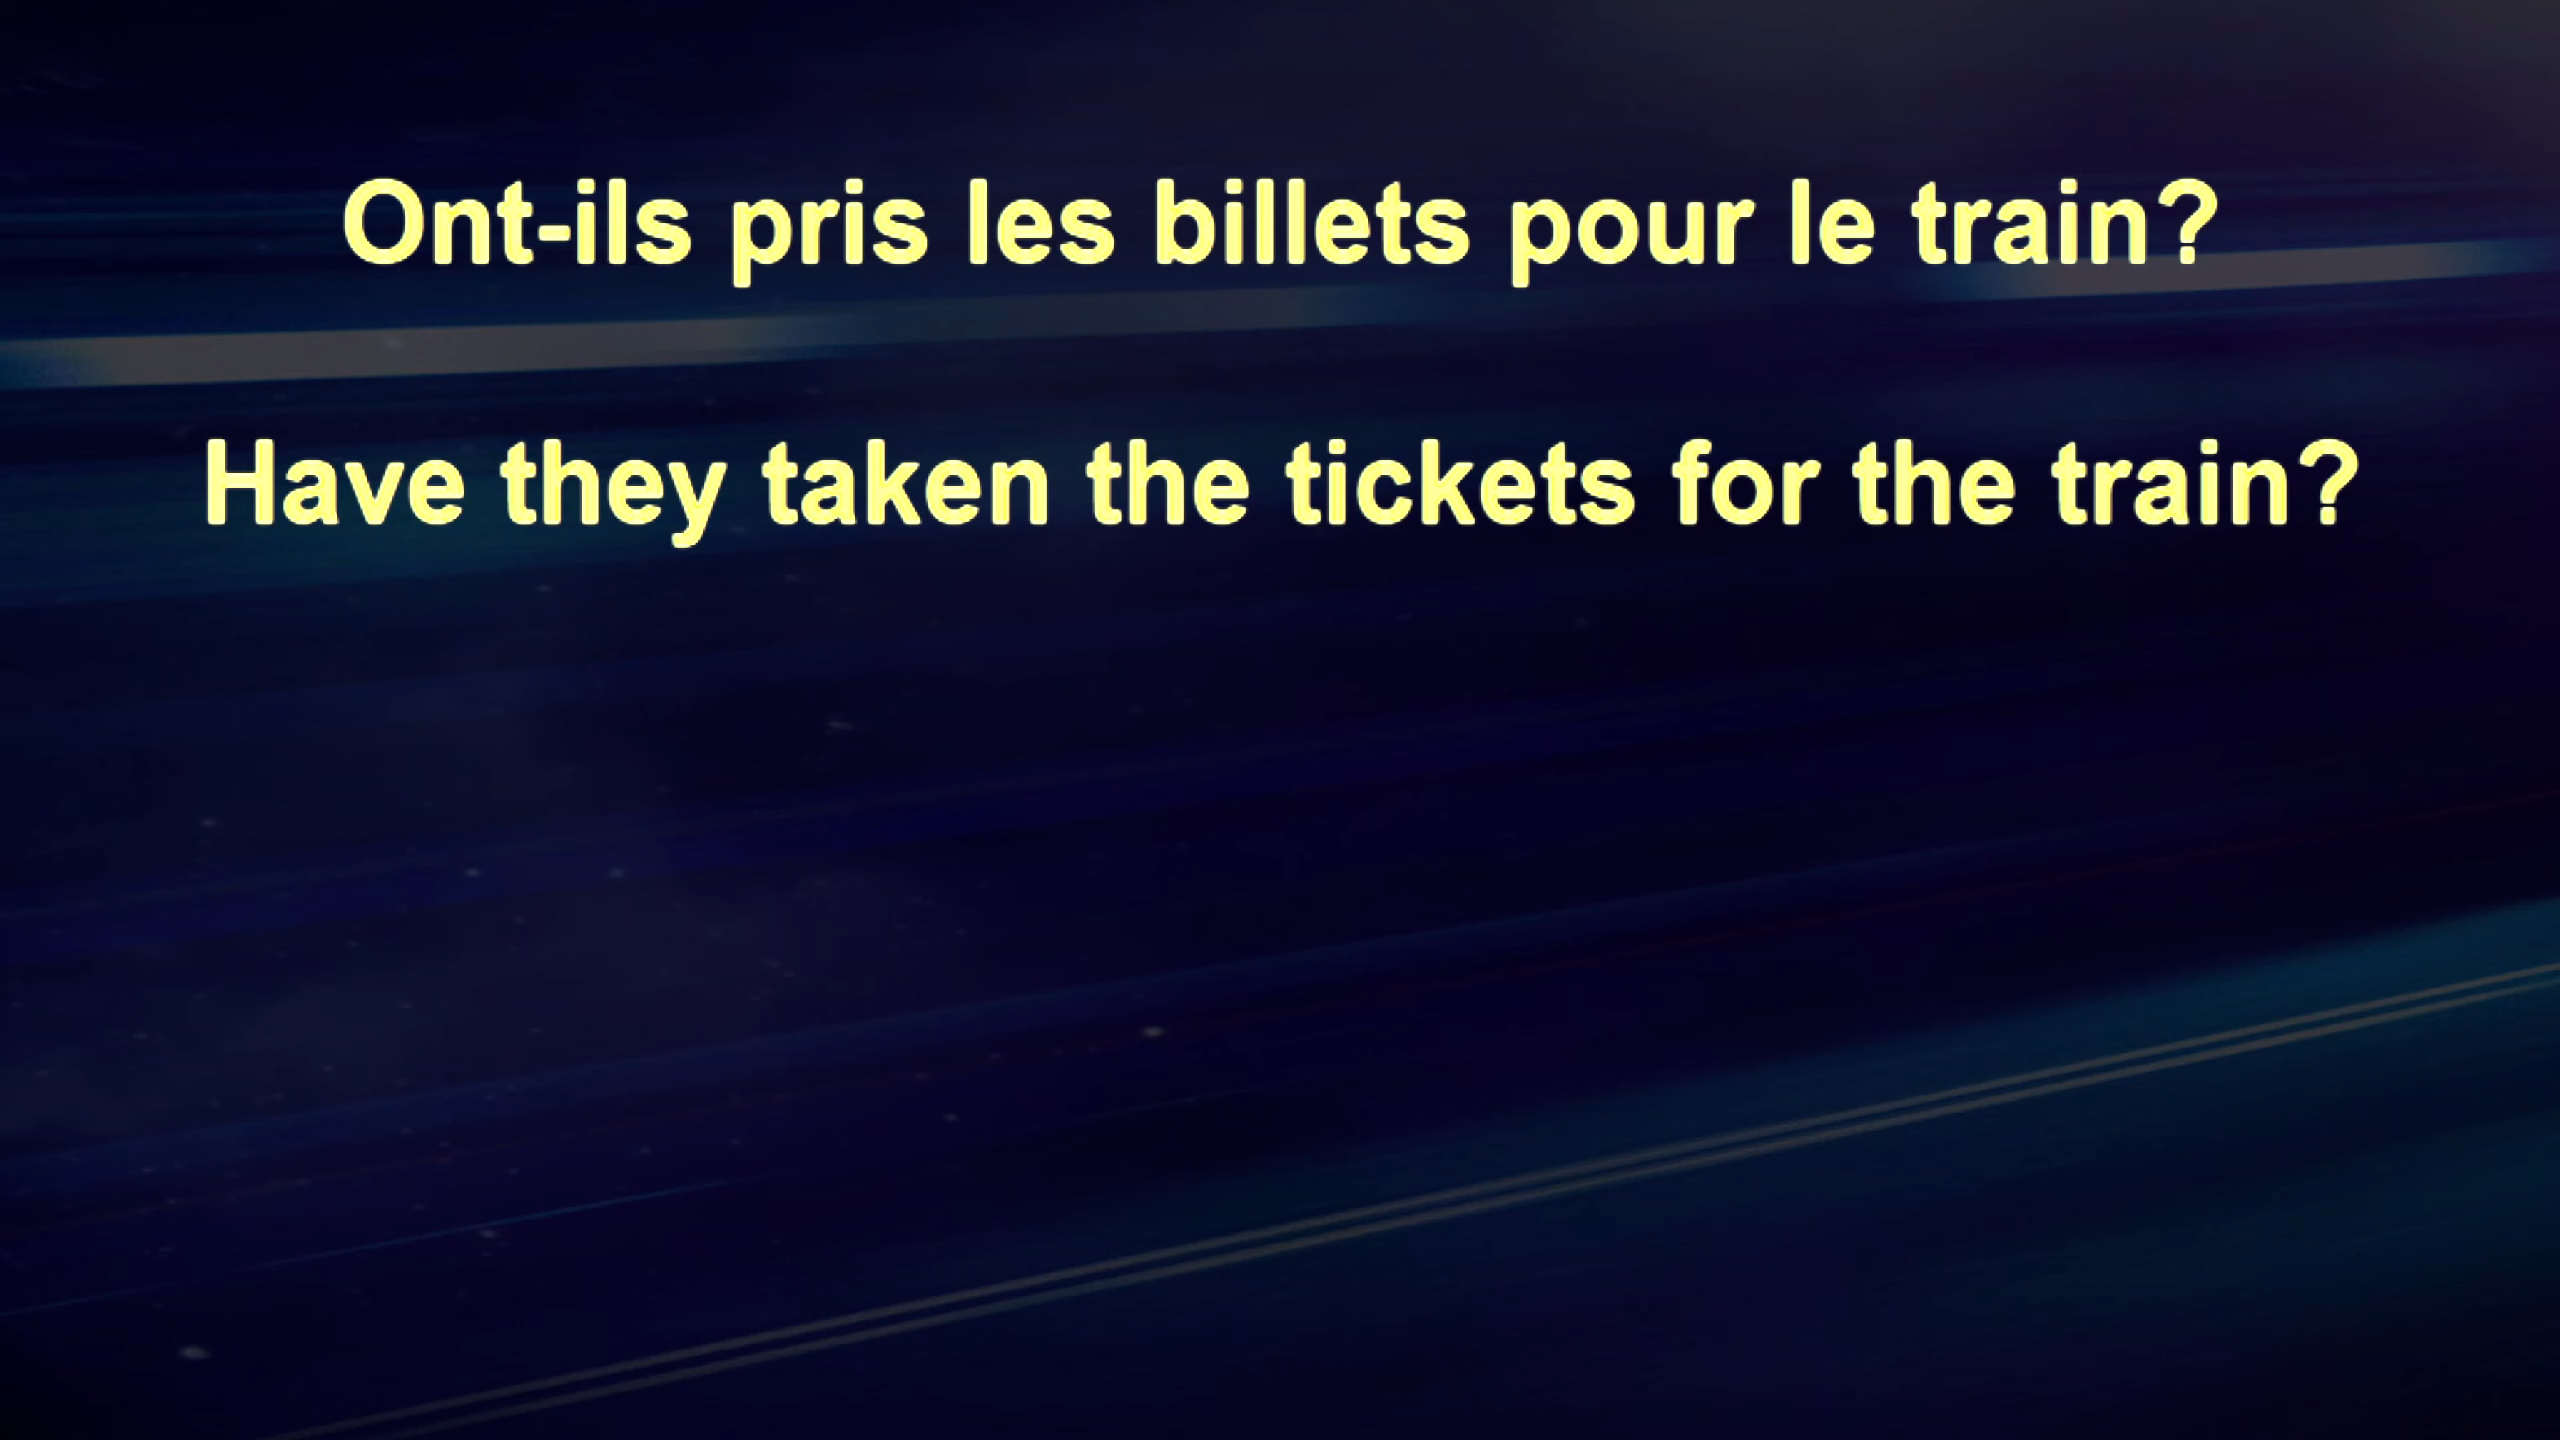 Ont-ils pris les billets pour le train?
Have they taken the tickets for the train?